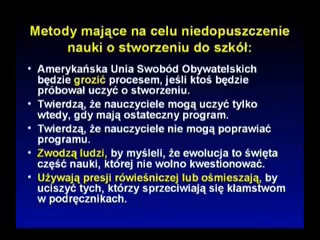 Metody mające na celu niedopuszczenie
nauki o stworzeniu do szkół:
• Amerykańska Unia Swobód Obywatelskich
będzie grozić procesem, jeśli ktoś będzie
próbował uczyć o stworzeniu.
• Twierdzą, że nauczyciele mogą uczyć tylko
wtedy, gdy mają ostateczny program.
• Twierdzą, że nauczyciele nie mogą poprawiać
programu.
• Zwodzą ludzi, by myśleli, że ewolucja to święta
część nauki, której nie wolno kwestionować.
• Używają presji rówieśniczej lub ośmieszają, by
uciszyć tych, którzy sprzeciwiają się kłamstwom
w podręcznikach.